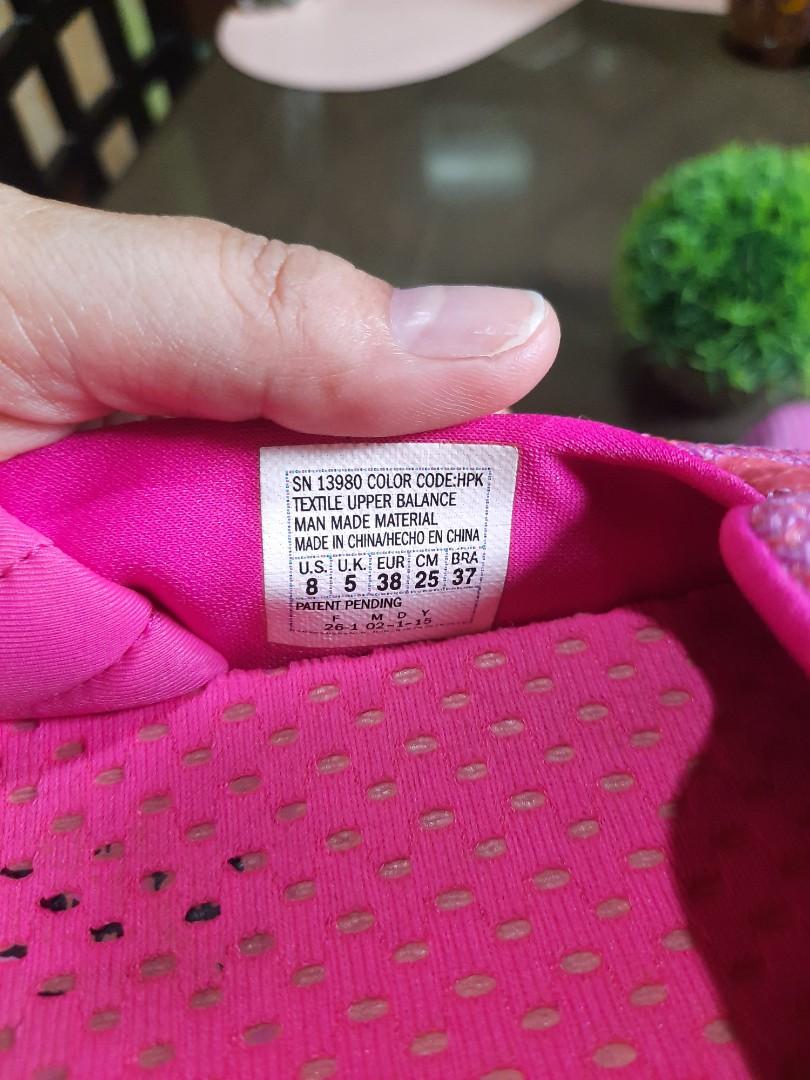 SN 13980 COLOR CODE:HPK
TEXTILE UPPER BALANCE
MAN MADE MATERIAL
MADE IN CHINA/HECHO EN CHINA
U.S. U.K. EUR CM BRA
8 5 38 25 37
PATENT PENDING
F M D Y
26-1 02-1-15